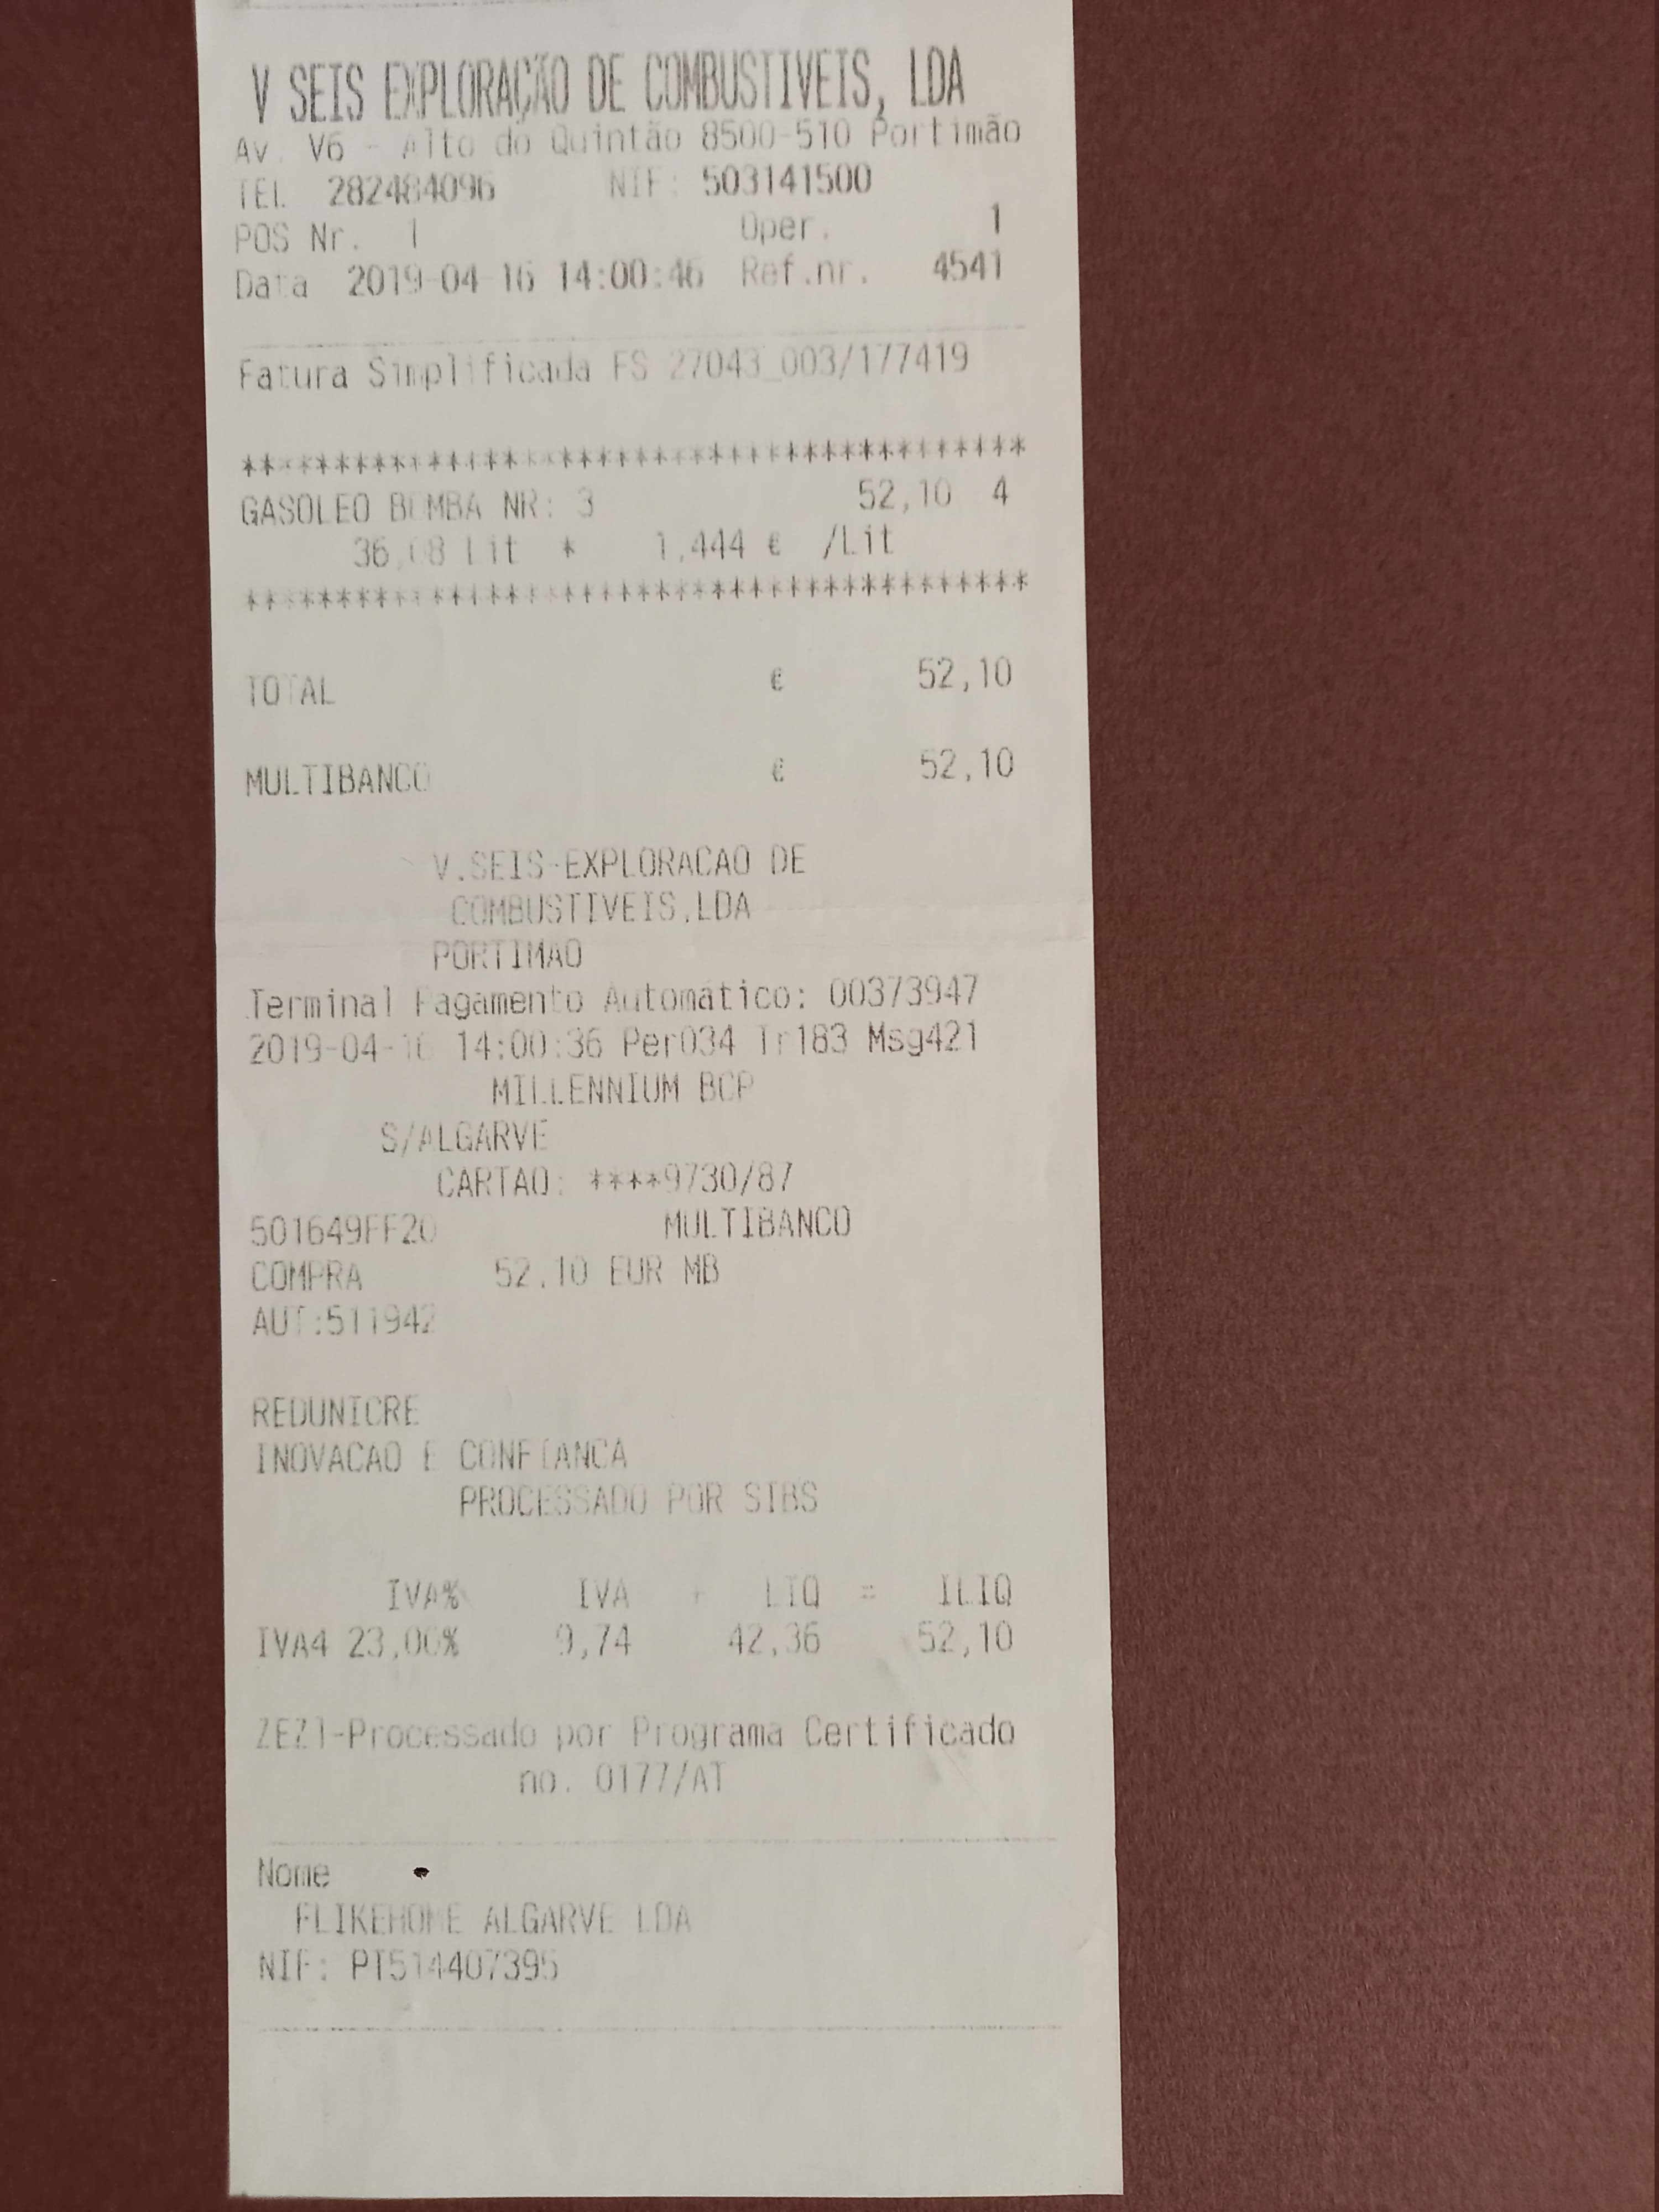 V SEIS EXPLORAÇÃO DE COMBUSTIVEIS, LDA
Av. V6 - Alto do Quintão 8500-510 Portimão
TEL 282484096 NIF: 503141500
POS Nr. 1 Oper. 1
Data 2019-04-16 14:00:46 Ref.nr. 4541
Fatura Simplificada FS 27043_003/177419
*******************************************
GASOLEO BOMBA NR: 3 52,10 4
36,08 Lit * 1,444 € /Lit
*******************************************
TOTAL € 52,10
MULTIBANCO € 52,10
V.SEIS-EXPLORACAO DE
COMBUSTIVEIS,LDA
PORTIMAO
Terminal Pagamento Automático: 00373947
2019-04-16 14:00:36 Per034 Tr183 Msg421
MILLENNIUM BCP
S/ALGARVE
CARTAO: ****9730/87
501649FF20 MULTIBANCO
COMPRA 52,10 EUR MB
AUT:511942
REDUNICRE
INOVACAO E CONFIANCA
PROCESSADO POR SIBS
IVA% IVA + LIQ = ILIQ
IVA4 23,00% 9,74 42,36 52,10
ZEZ1-Processado por Programa Certificado
no. 0177/AT
Nome
FLIKEHOME ALGARVE LDA
NIF: PT514407395